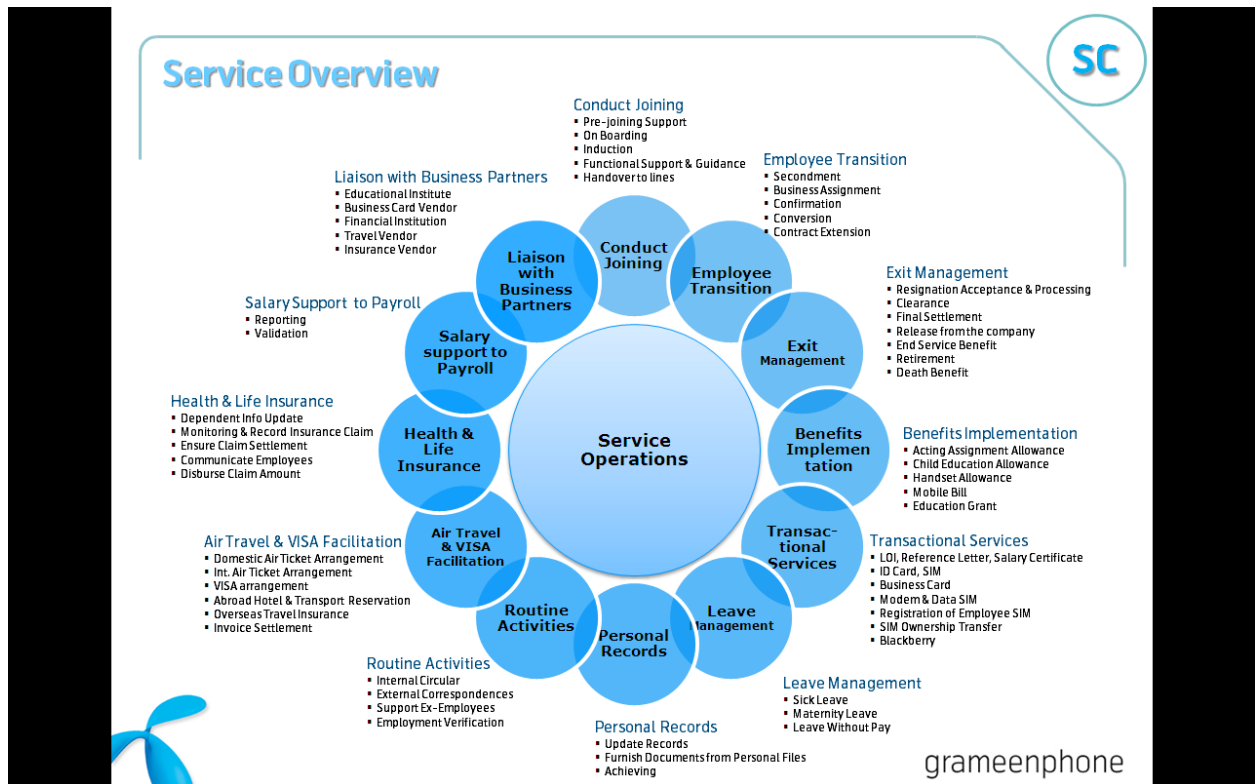 Service Overview
SC
Conduct Joining
▪ Pre-joining Support
▪ On Boarding
▪ Induction
▪ Functional Support & Guidance
▪ Handover to lines
Employee Transition
▪ Secondment
▪ Business Assignment
▪ Confirmation
▪ Conversion
▪ Contract Extension
Exit Management
▪ Resignation Acceptance & Processing
▪ Clearance
▪ Final Settlement
▪ Release from the company
▪ End Service Benefit
▪ Retirement
▪ Death Benefit
Benefits Implementation
▪ Acting Assignment Allowance
▪ Child Education Allowance
▪ Handset Allowance
▪ Mobile Bill
▪ Education Grant
Transactional Services
▪ LOI, Reference Letter, Salary Certificate
▪ ID Card, SIM
▪ Business Card
▪ Modem & Data SIM
▪ Registration of Employee SIM
▪ SIM Ownership Transfer
▪ Blackberry
Leave Management
▪ Sick Leave
▪ Maternity Leave
▪ Leave Without Pay
Personal Records
▪ Update Records
▪ Furnish Documents from Personal Files
▪ Achieving
Routine Activities
▪ Internal Circular
▪ External Correspondences
▪ Support Ex-Employees
▪ Employment Verification
Air Travel & VISA Facilitation
▪ Domestic Air Ticket Arrangement
▪ Int. Air Ticket Arrangement
▪ VISA arrangement
▪ Abroad Hotel & Transport Reservation
▪ Overseas Travel Insurance
▪ Invoice Settlement
Health & Life Insurance
▪ Dependent Info Update
▪ Monitoring & Record Insurance Claim
▪ Ensure Claim Settlement
▪ Communicate Employees
▪ Disburse Claim Amount
Salary Support to Payroll
▪ Reporting
▪ Validation
Liaison with Business Partners
▪ Educational Institute
▪ Business Card Vendor
▪ Financial Institution
▪ Travel Vendor
▪ Insurance Vendor
Conduct
Joining
Employee
Transition
Exit
Management
Benefits
Implemen
tation
Transac-
tional
Services
Leave
Management
Personal
Records
Routine
Activities
Air Travel
& VISA
Facilitation
Health &
Life
Insurance
Salary
support to
Payroll
Liaison
with
Business
Partners
Service
Operations
grameenphone